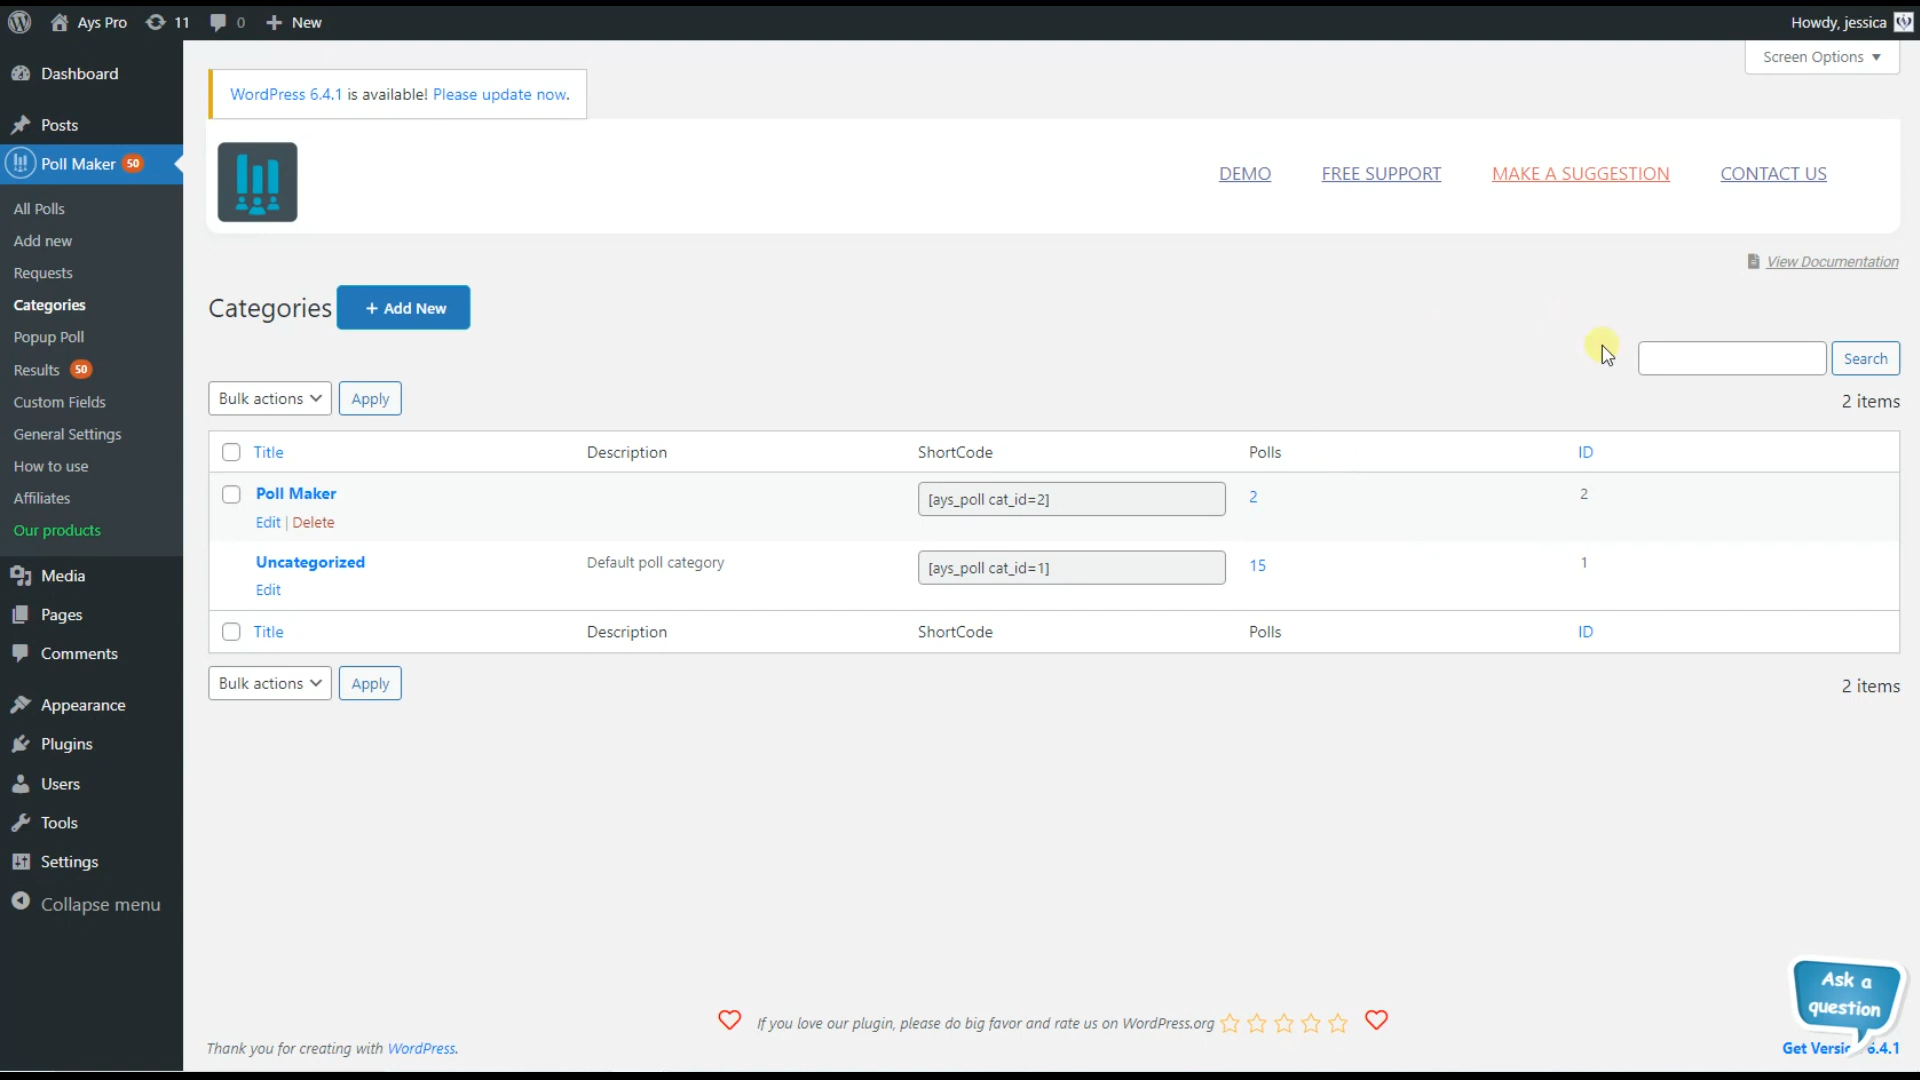 Ays Pro 11 0 New Howdy, jessica
Screen Options
Dashboard
Posts
Poll Maker 50
All Polls
Add new
Requests
Categories
Popup Poll
Results 50
Custom Fields
General Settings
How to use
Affiliates
Our products
Media
Pages
Comments
Appearance
Plugins
Users
Tools
Settings
Collapse menu
WordPress 6.4.1 is available! Please update now.
DEMO FREE SUPPORT MAKE A SUGGESTION CONTACT US
View Documentation
Categories + Add New
Search
Bulk actions Apply 2 items
Title Description ShortCode Polls ID
Poll Maker [ays_poll cat_id=2] 2 2
Edit | Delete
Uncategorized Default poll category [ays_poll cat_id=1] 15 1
Edit
Title Description ShortCode Polls ID
Bulk actions Apply 2 items
If you love our plugin, please do big favor and rate us on WordPress.org
Thank you for creating with WordPress.
Ask a
question
Get 6.4.1